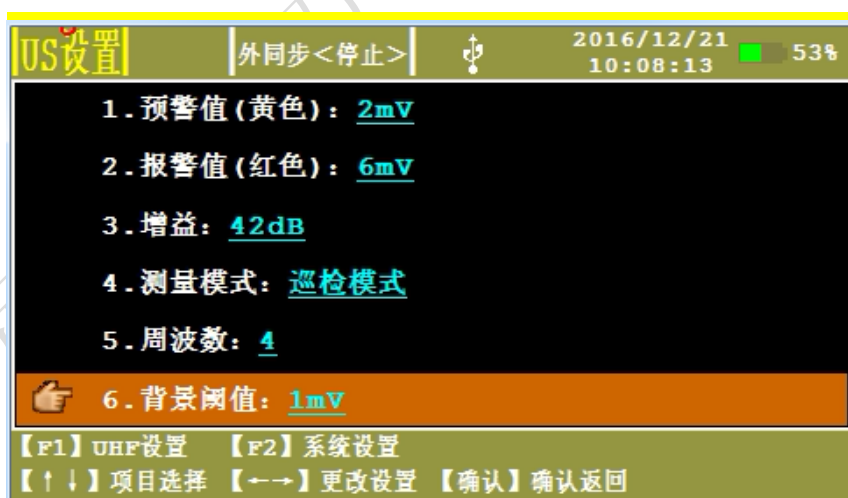 US设置 外同步<停止> 2016/12/21 53%
10:08:13
1.预警值(黄色)：2mV
2.报警值(红色)：6mV
3.增益：42dB
4.测量模式：巡检模式
5.周波数：4
6.背景阈值：1mV
【F1】UHF设置 【F2】系统设置
【↑↓】项目选择 【←→】更改设置 【确认】确认返回